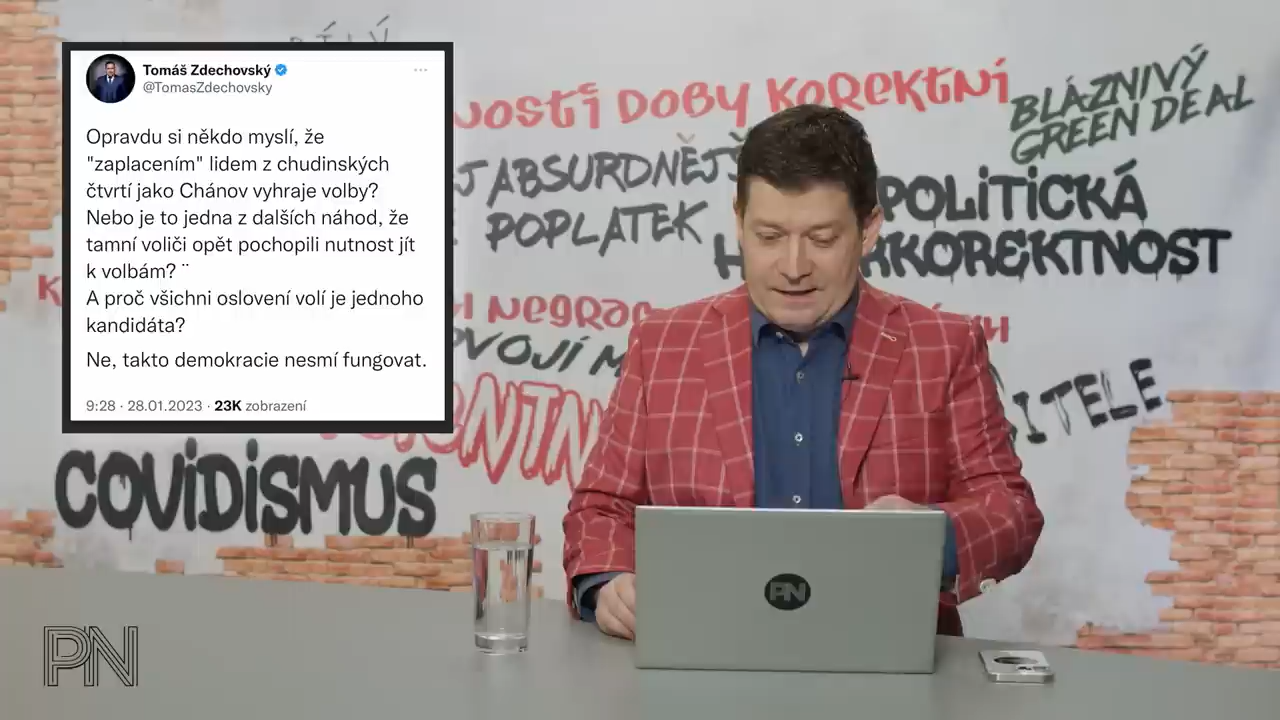 Tomáš Zdechovský
@TomasZdechovsky
Opravdu si někdo myslí, že
"zaplacením" lidem z chudinských
čtvrtí jako Chánov vyhraje volby?
Nebo je to jedna z dalších náhod, že
tamní voliči opět pochopili nutnost jít
k volbám? ¨
A proč všichni oslovení volí je jednoho
kandidáta?
Ne, takto demokracie nesmí fungovat.
9:28 · 28.01.2023 · 23K zobrazení
DOBY KOREKTNÍ
BLÁZNIVÝ
GREEN DEAL
POPLATEK
POLITICKÁ
COVIDISMUS
PN
PN